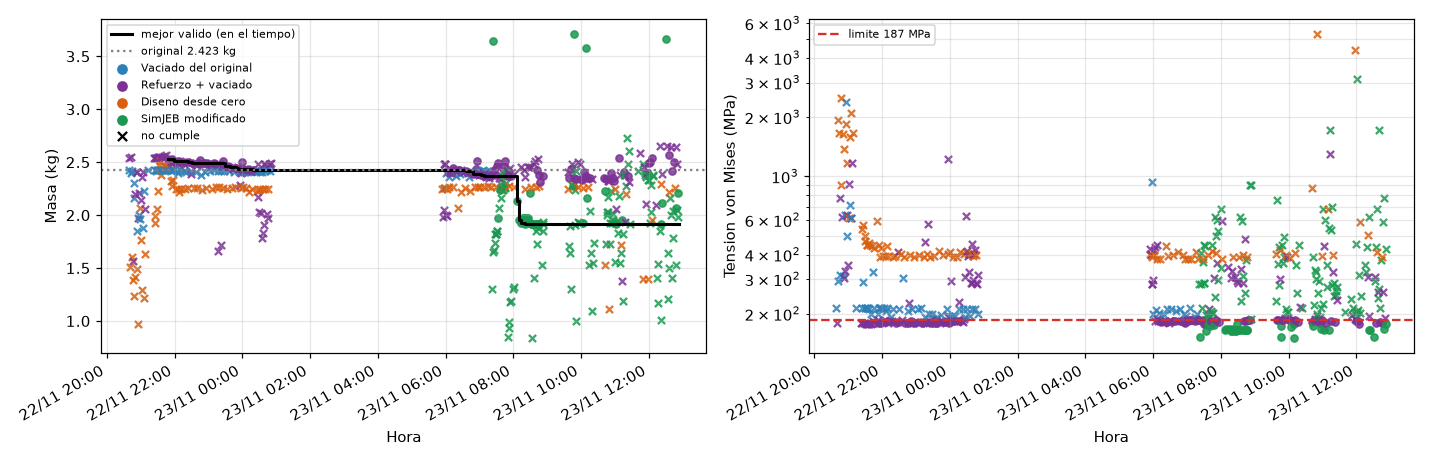 mejor valido (en el tiempo)
original 2.423 kg
Vaciado del original
Refuerzo + vaciado
Diseno desde cero
SimJEB modificado
no cumple
Masa (kg)
3.5
3.0
2.5
2.0
1.5
1.0
22/11 20:00
22/11 22:00
23/11 00:00
23/11 02:00
23/11 04:00
23/11 06:00
23/11 08:00
23/11 10:00
23/11 12:00
Hora
limite 187 MPa
Tension von Mises (MPa)
6 × 10³
4 × 10³
3 × 10³
2 × 10³
10³
6 × 10²
4 × 10²
3 × 10²
2 × 10²
22/11 20:00
22/11 22:00
23/11 00:00
23/11 02:00
23/11 04:00
23/11 06:00
23/11 08:00
23/11 10:00
23/11 12:00
Hora